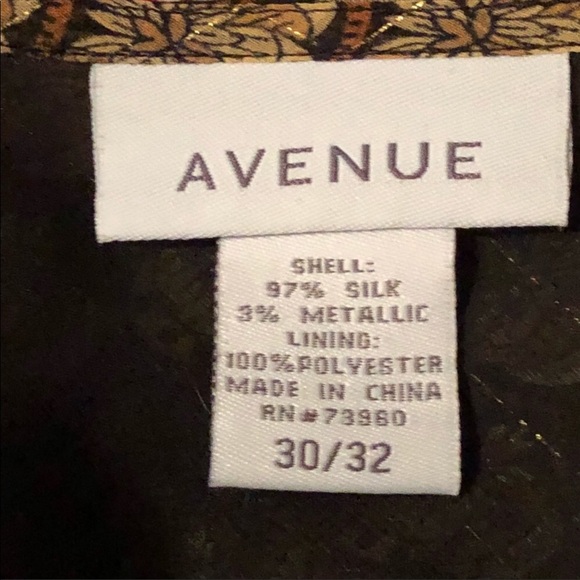 AVENUE
SHELL:
97% SILK
3% METALLIC
LINING:
100%POLYESTER
MADE IN CHINA
RN#73960
30/32